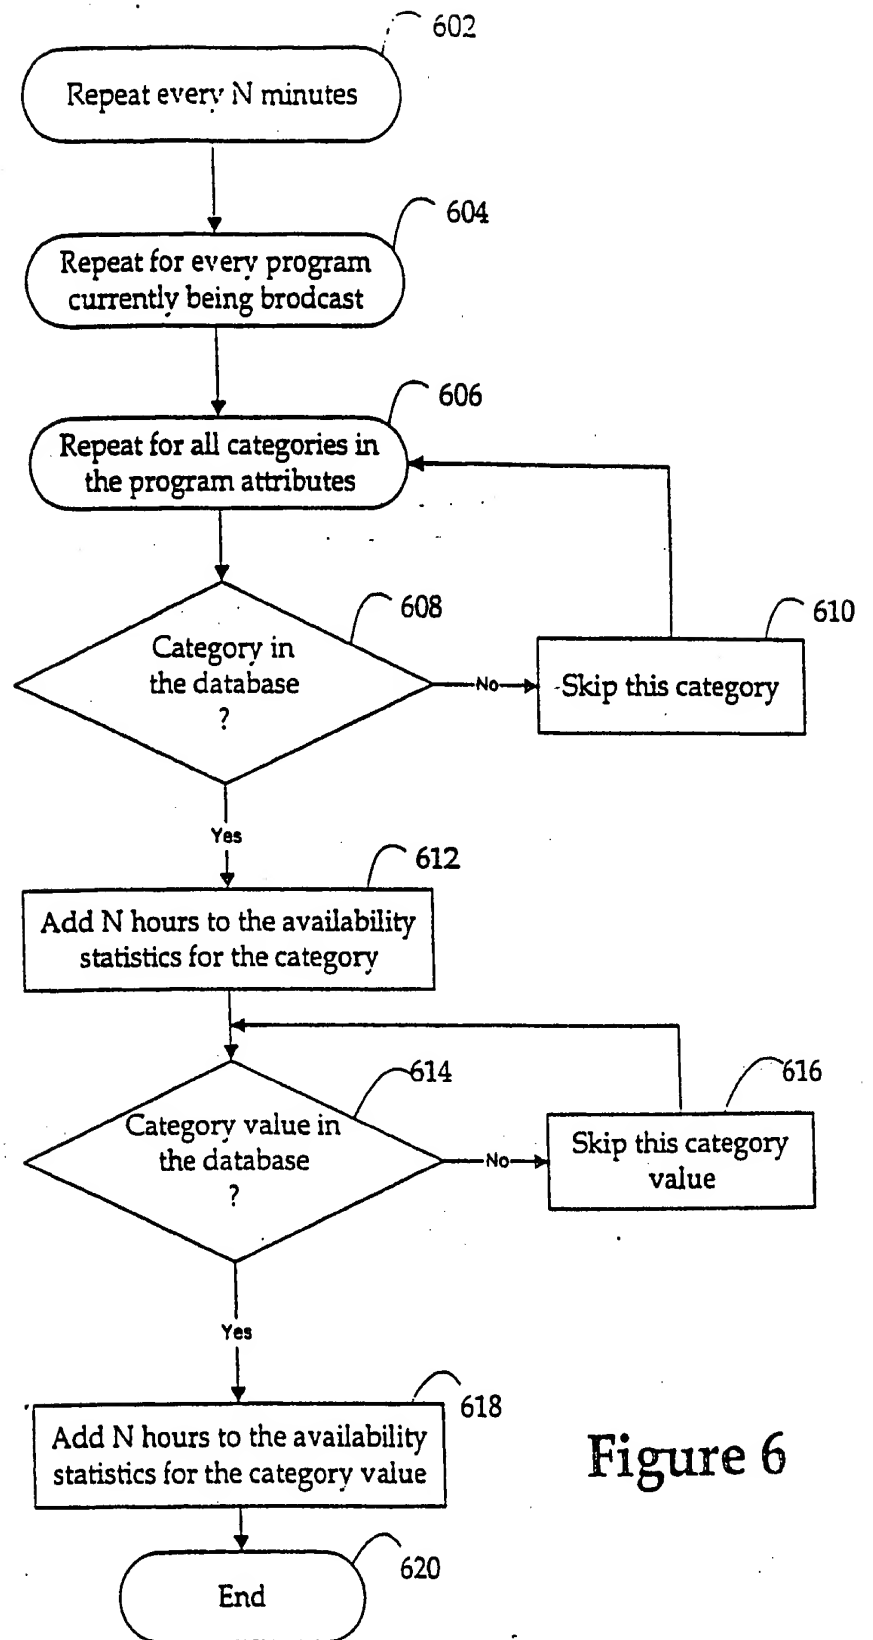 602
Repeat every N minutes
604
Repeat for every program
currently being brodcast
606
Repeat for all categories in
the program attributes
608
Category in
the database
?
No
610
Skip this category
Yes
612
Add N hours to the availability
statistics for the category
614
Category value in
the database
?
No
616
Skip this category
value
Yes
618
Add N hours to the availability
statistics for the category value
Figure 6
620
End